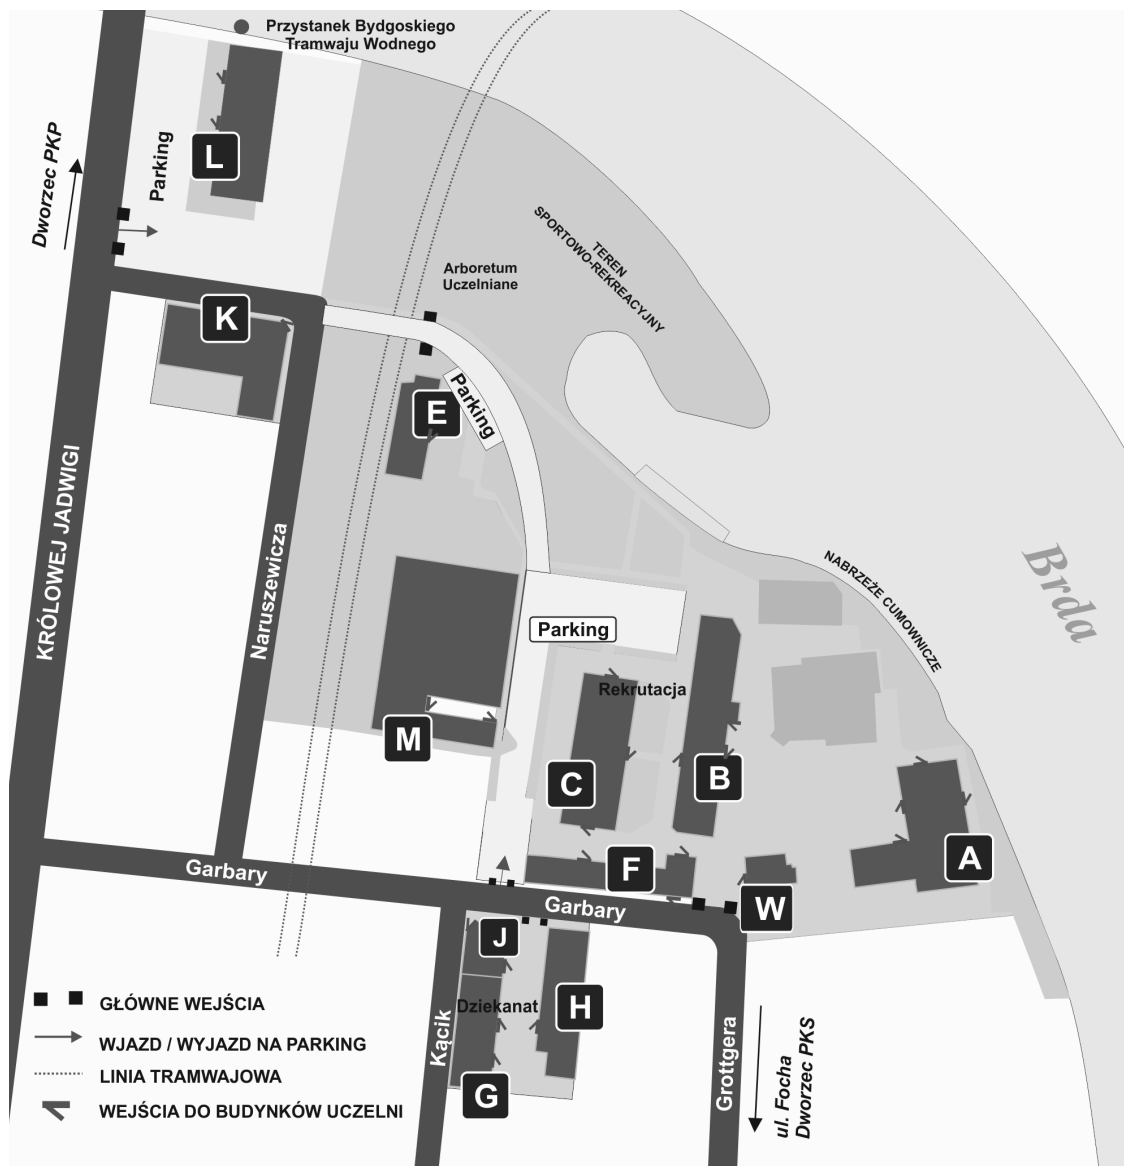 Przystanek Bydgoskiego
Tramwaju Wodnego
Dworzec PKP
Parking
L
TEREN
SPORTOWO-REKREACYJNY
Arboretum
Uczelniane
K
Parking
E
KRÓLOWEJ JADWIGI
Naruszewicza
Brda
NABRZEŻE CUMOWNICZE
Parking
Rekrutacja
M
C
B
A
Garbary
F
W
Garbary
J
Dziekanat
H
Kącik
G
Grottgera
ul. Focha
Dworzec PKS
GŁÓWNE WEJŚCIA
WJAZD / WYJAZD NA PARKING
LINIA TRAMWAJOWA
WEJŚCIA DO BUDYNKÓW UCZELNI